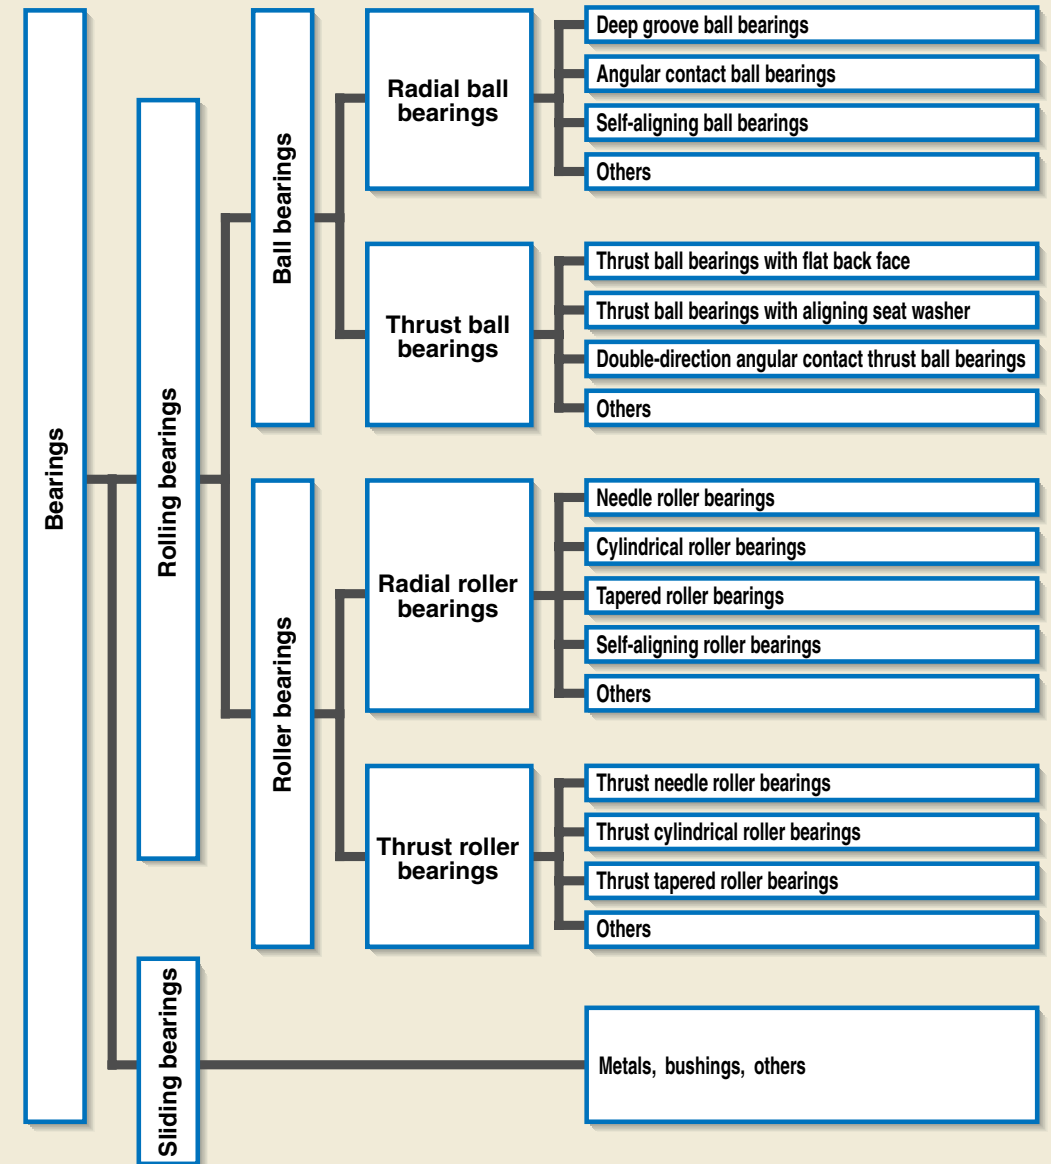 Bearings
Rolling bearings
Ball bearings
Radial ball
bearings
Deep groove ball bearings
Angular contact ball bearings
Self-aligning ball bearings
Others
Thrust ball
bearings
Thrust ball bearings with flat back face
Thrust ball bearings with aligning seat washer
Double-direction angular contact thrust ball bearings
Others
Roller bearings
Radial roller
bearings
Needle roller bearings
Cylindrical roller bearings
Tapered roller bearings
Self-aligning roller bearings
Others
Thrust roller
bearings
Thrust needle roller bearings
Thrust cylindrical roller bearings
Thrust tapered roller bearings
Others
Sliding bearings
Metals, bushings, others